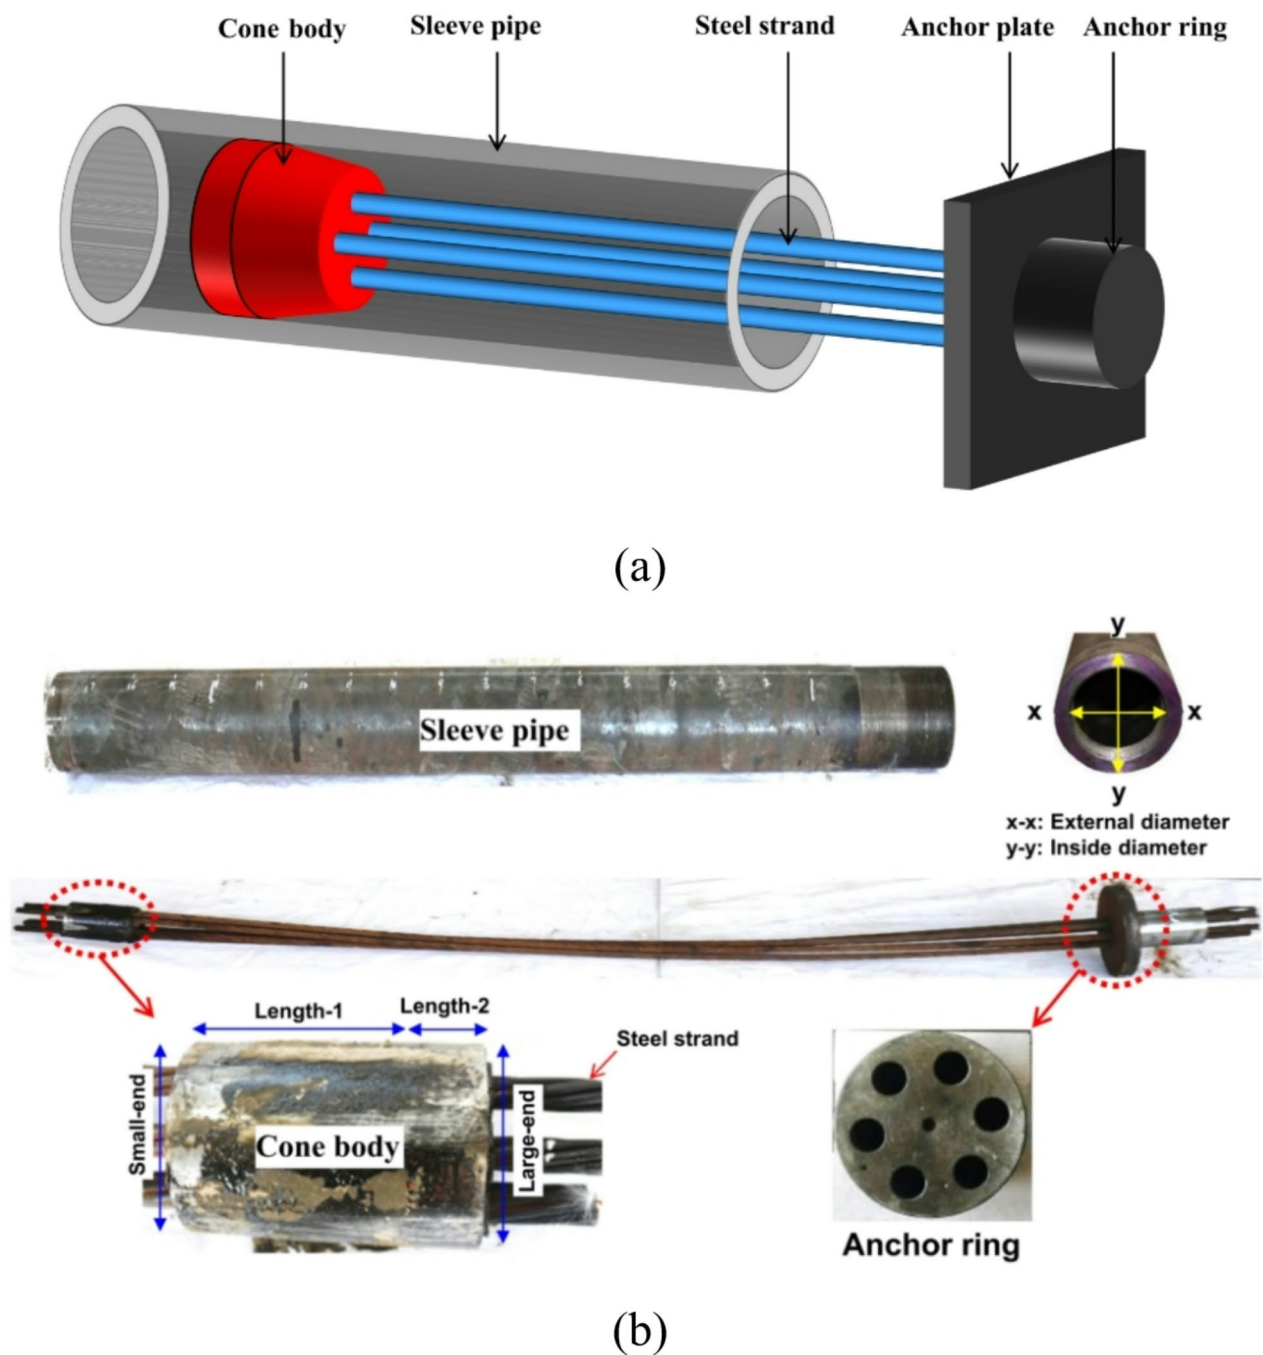 Cone body
Sleeve pipe
Steel strand
Anchor plate
Anchor ring
(a)
Sleeve pipe
y
x
x
y
x-x: External diameter
y-y: Inside diameter
Length-1
Length-2
Steel strand
Small-end
Cone body
Large-end
Anchor ring
(b)